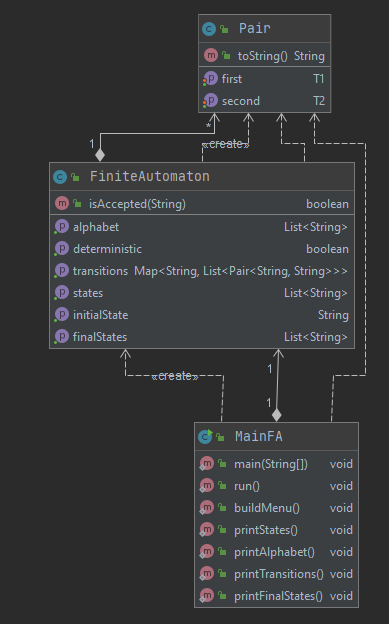 Pair
toString() String
first T1
second T2
1
*
«create»
FiniteAutomaton
isAccepted(String) boolean
alphabet List<String>
deterministic boolean
transitions Map<String, List<Pair<String, String>>>
states List<String>
initialState String
finalStates List<String>
«create»
1
1
MainFA
main(String[]) void
run() void
buildMenu() void
printStates() void
printAlphabet() void
printTransitions() void
printFinalStates() void